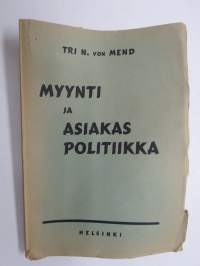 TRI N. VON MEND
MYYNTI
JA
ASIAKAS
POLITIIKKA
HELSINKI